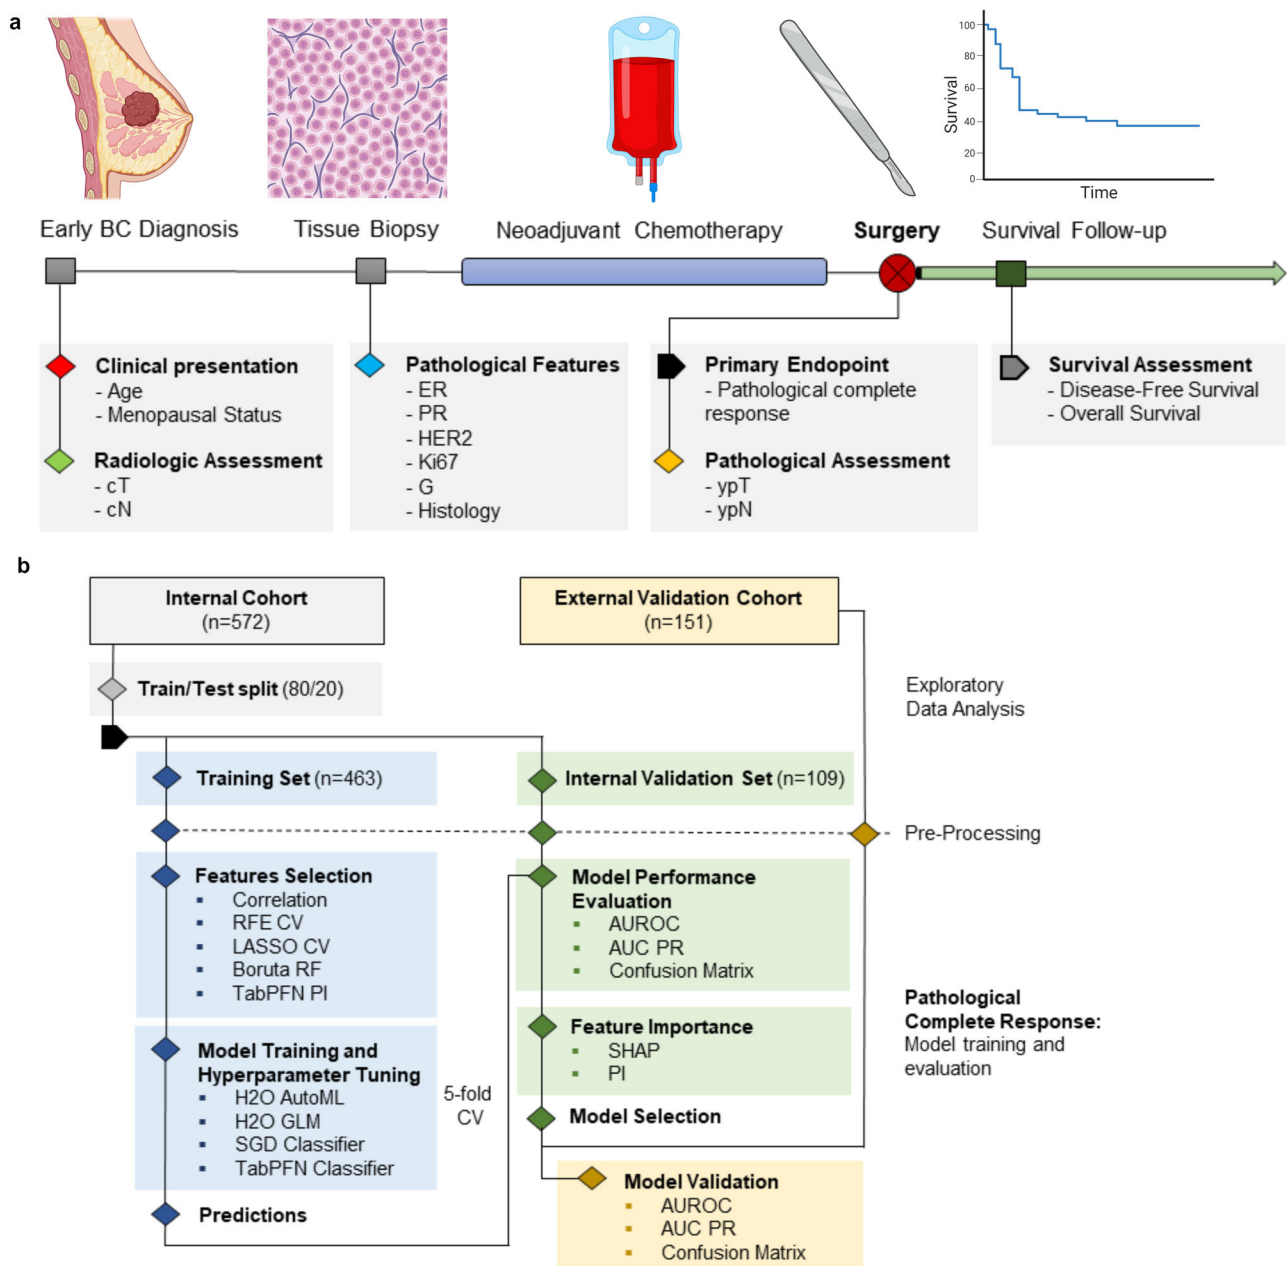 a
100
80
60
40
20
0
Survival
Time
Early BC Diagnosis
Tissue Biopsy
Neoadjuvant Chemotherapy
Surgery
Survival Follow-up
Clinical presentation
- Age
- Menopausal Status
Radiologic Assessment
- cT
- cN
Pathological Features
- ER
- PR
- HER2
- Ki67
- G
- Histology
Primary Endpoint
- Pathological complete
response
Pathological Assessment
- ypT
- ypN
Survival Assessment
- Disease-Free Survival
- Overall Survival
b
Internal Cohort
(n=572)
External Validation Cohort
(n=151)
Train/Test split (80/20)
Exploratory
Data Analysis
Training Set (n=463)
Internal Validation Set (n=109)
Pre-Processing
Features Selection
▪ Correlation
▪ RFE CV
▪ LASSO CV
▪ Boruta RF
▪ TabPFN PI
Model Training and
Hyperparameter Tuning
▪ H2O AutoML
▪ H2O GLM
▪ SGD Classifier
▪ TabPFN Classifier
Predictions
5-fold
CV
Model Performance
Evaluation
▪ AUROC
▪ AUC PR
▪ Confusion Matrix
Feature Importance
▪ SHAP
▪ PI
Model Selection
Model Validation
▪ AUROC
▪ AUC PR
▪ Confusion Matrix
Pathological
Complete Response:
Model training and
evaluation